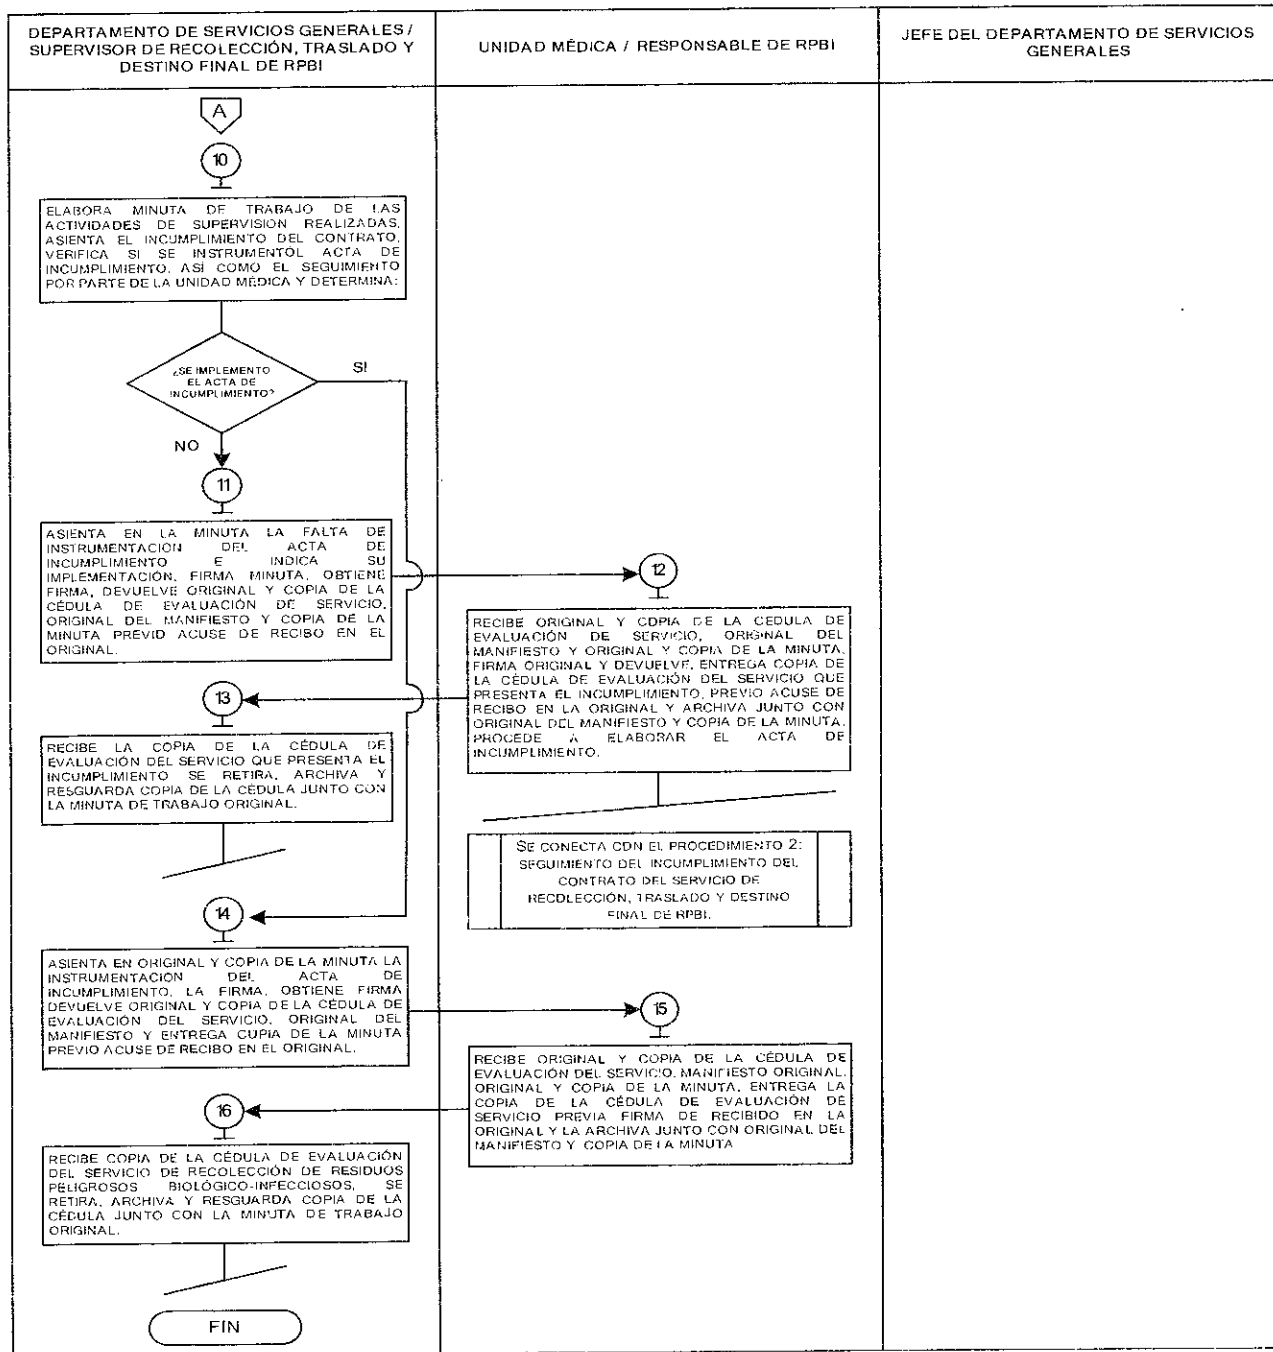 DEPARTAMENTO DE SERVICIOS GENERALES /
SUPERVISOR DE RECOLECCIÓN, TRASLADO Y
DESTINO FINAL DE RPBI
UNIDAD MÉDICA / RESPONSABLE DE RPBI
JEFE DEL DEPARTAMENTO DE SERVICIOS
GENERALES
A
10
ELABORA MINUTA DE TRABAJO DE LAS
ACTIVIDADES DE SUPERVISION REALIZADAS,
ASIENTA EL INCUMPLIMIENTO DEL CONTRATO,
VERIFICA SI SE INSTRUMENTOL ACTA DE
INCUMPLIMIENTO, ASÍ COMO EL SEGUIMIENTO
POR PARTE DE LA UNIDAD MÉDICA Y DETERMINA:
¿SE IMPLEMENTO
EL ACTA DE
INCUMPLIMIENTO?
SI
NO
11
ASIENTA EN LA MINUTA LA FALTA DE
INSTRUMENTACION DEL ACTA DE
INCUMPLIMIENTO E INDICA SU
IMPLEMENTACIÓN, FIRMA MINUTA, OBTIENE
FIRMA, DEVUELVE ORIGINAL Y COPIA DE LA
CÉDULA DE EVALUACIÓN DE SERVICIO,
ORIGINAL DEL MANIFIESTO Y COPIA DE LA
MINUTA PREVIO ACUSE DE RECIBO EN EL
ORIGINAL.
12
RECIBE ORIGINAL Y COPIA DE LA CEDULA DE
EVALUACIÓN DE SERVICIO, ORIGINAL DEL
MANIFIESTO Y ORIGINAL Y COPIA DE LA MINUTA,
FIRMA ORIGINAL Y DEVUELVE, ENTREGA COPIA DE
LA CÉDULA DE EVALUACIÓN DEL SERVICIO QUE
PRESENTA EL INCUMPLIMIENTO, PREVIO ACUSE DE
RECIBO EN LA ORIGINAL Y ARCHIVA JUNTO CON
ORIGINAL DEL MANIFIESTO Y COPIA DE LA MINUTA.
PROCEDE A ELABORAR EL ACTA DE
INCUMPLIMIENTO.
13
RECIBE LA COPIA DE LA CÉDULA DE
EVALUACIÓN DEL SERVICIO QUE PRESENTA EL
INCUMPLIMIENTO SE RETIRA, ARCHIVA Y
RESGUARDA COPIA DE LA CÉDULA JUNTO CON
LA MINUTA DE TRABAJO ORIGINAL.
SE CONECTA CON EL PROCEDIMIENTO 2:
SEGUIMIENTO DEL INCUMPLIMIENTO DEL
CONTRATO DEL SERVICIO DE
RECOLECCIÓN, TRASLADO Y DESTINO
FINAL DE RPBI.
14
ASIENTA EN ORIGINAL Y COPIA DE LA MINUTA LA
INSTRUMENTACION DEL ACTA DE
INCUMPLIMIENTO, LA FIRMA, OBTIENE FIRMA
DEVUELVE ORIGINAL Y COPIA DE LA CÉDULA DE
EVALUACIÓN DEL SERVICIO, ORIGINAL DEL
MANIFIESTO Y ENTREGA COPIA DE LA MINUTA
PREVIO ACUSE DE RECIBO EN EL ORIGINAL.
15
RECIBE ORIGINAL Y COPIA DE LA CÉDULA DE
EVALUACIÓN DEL SERVICIO, MANIFIESTO ORIGINAL,
ORIGINAL Y COPIA DE LA MINUTA, ENTREGA LA
COPIA DE LA CÉDULA DE EVALUACIÓN DE
SERVICIO PREVIA FIRMA DE RECIBIDO EN LA
ORIGINAL Y LA ARCHIVA JUNTO CON ORIGINAL DEL
MANIFIESTO Y COPIA DE LA MINUTA
16
RECIBE COPIA DE LA CÉDULA DE EVALUACIÓN
DEL SERVICIO DE RECOLECCIÓN DE RESIDUOS
PELIGROSOS BIOLÓGICO-INFECCIOSOS, SE
RETIRA, ARCHIVA Y RESGUARDA COPIA DE LA
CÉDULA JUNTO CON LA MINUTA DE TRABAJO
ORIGINAL.
FIN